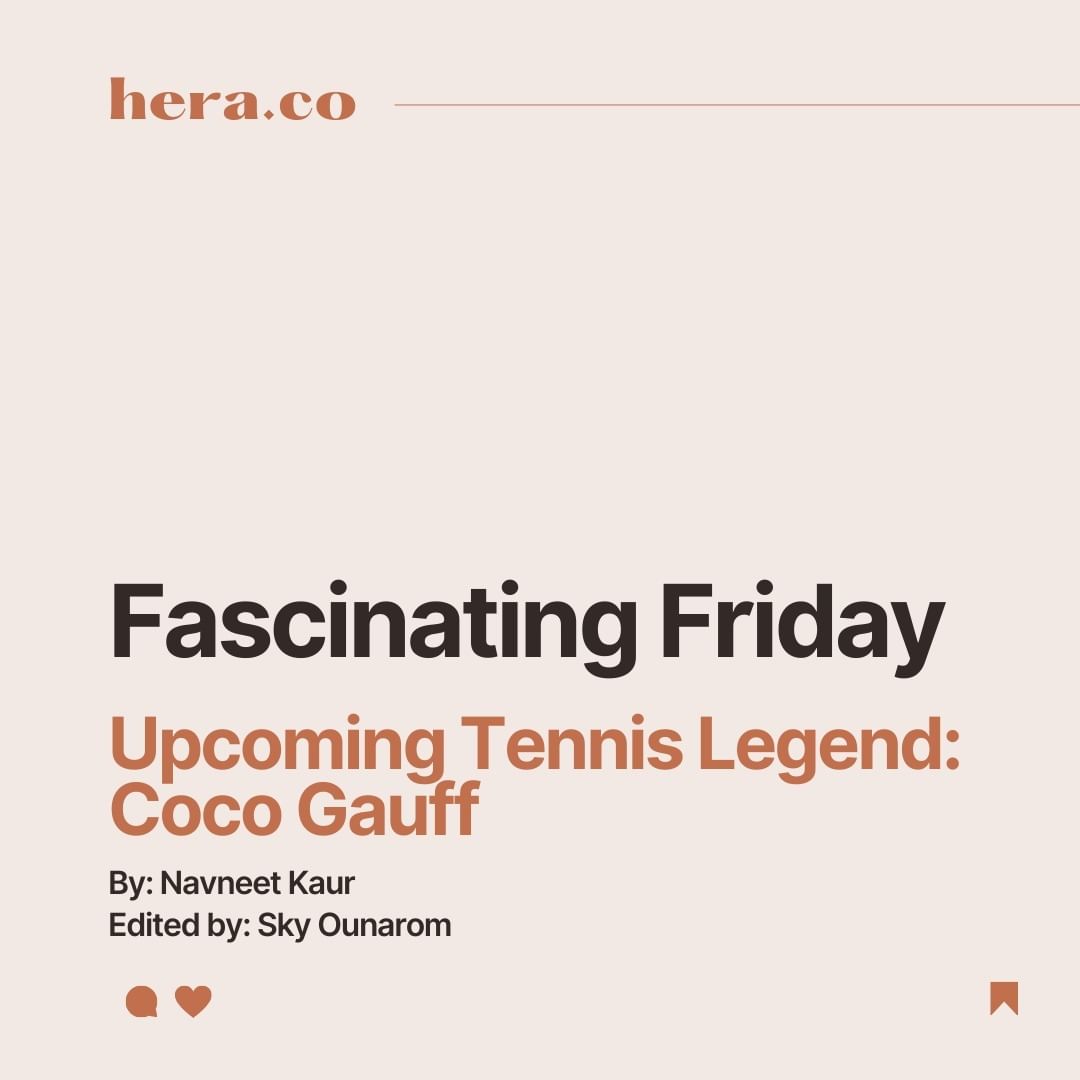 hera.co
Fascinating Friday
Upcoming Tennis Legend:
Coco Gauff
By: Navneet Kaur
Edited by: Sky Ounarom